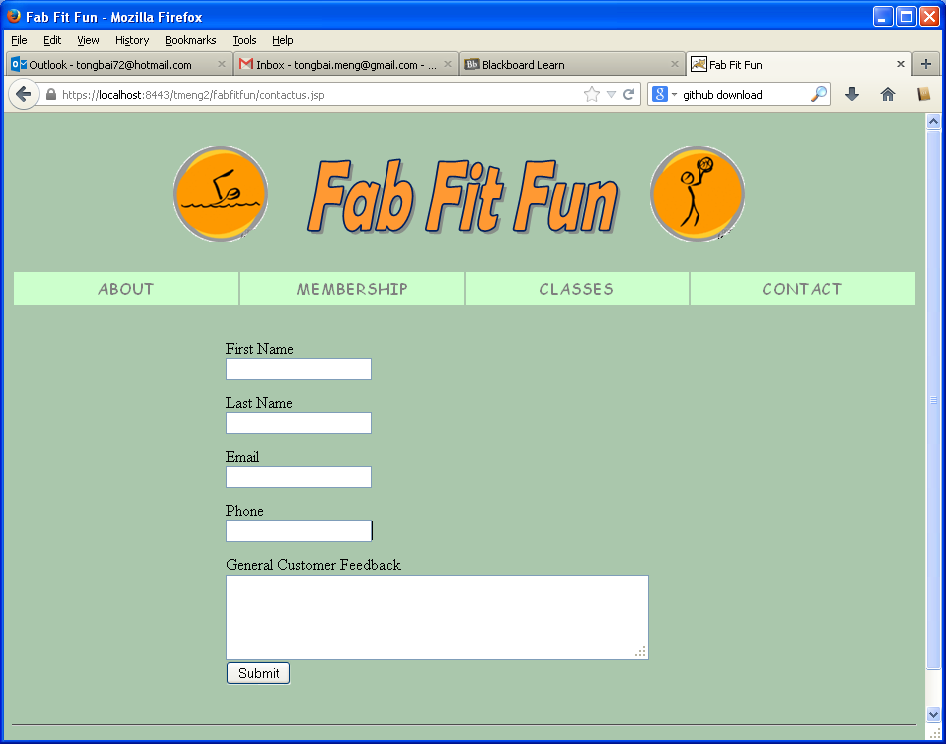 Fab Fit Fun - Mozilla Firefox
File Edit View History Bookmarks Tools Help
Outlook - tongbai72@hotmail.com
Inbox - tongbai.meng@gmail.com - ...
Bb Blackboard Learn
Fab Fit Fun
https://localhost:8443/tmeng2/fabfitfun/contactus.jsp
8 github download
Fab Fit Fun
ABOUT MEMBERSHIP CLASSES CONTACT
First Name
Last Name
Email
Phone
General Customer Feedback
Submit